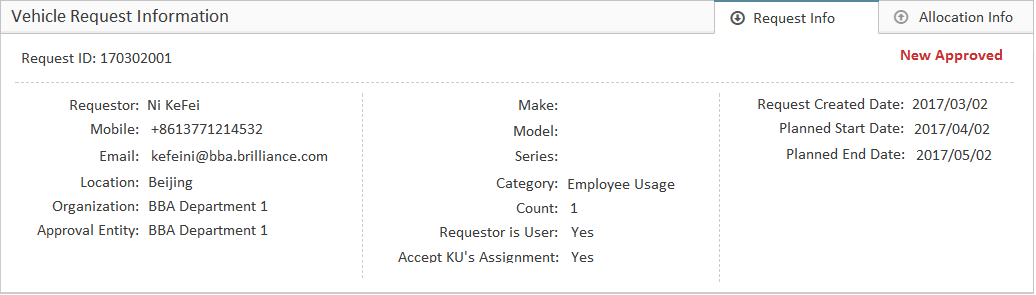 Vehicle Request Information
Request Info
Allocation Info
Request ID: 170302001
New Approved
Requestor: Ni KeFei
Mobile: +8613771214532
Email: kefeini@bba.brilliance.com
Location: Beijing
Organization: BBA Department 1
Approval Entity: BBA Department 1
Make:
Model:
Series:
Category: Employee Usage
Count: 1
Requestor is User: Yes
Accept KU's Assignment: Yes
Request Created Date: 2017/03/02
Planned Start Date: 2017/04/02
Planned End Date: 2017/05/02